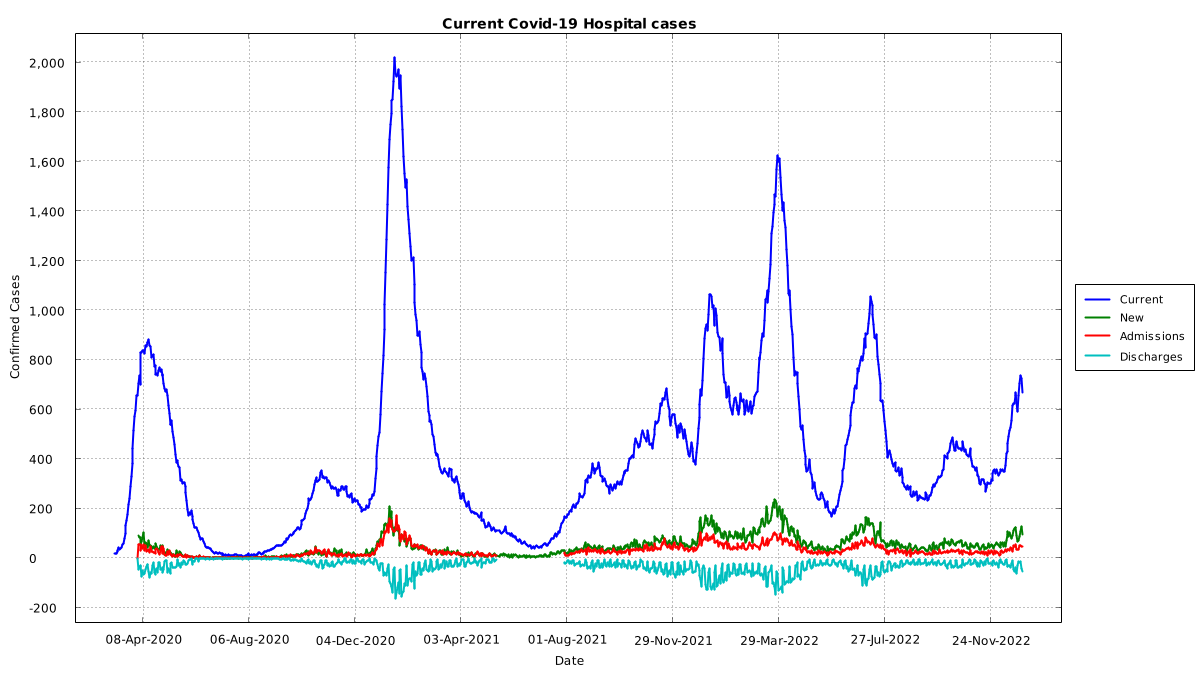 Current Covid-19 Hospital cases
2,000
1,800
1,600
1,400
1,200
1,000
800
600
400
200
0
-200
Confirmed Cases
08-Apr-2020 06-Aug-2020 04-Dec-2020 03-Apr-2021 01-Aug-2021 29-Nov-2021 29-Mar-2022 27-Jul-2022 24-Nov-2022
Date
Current
New
Admissions
Discharges